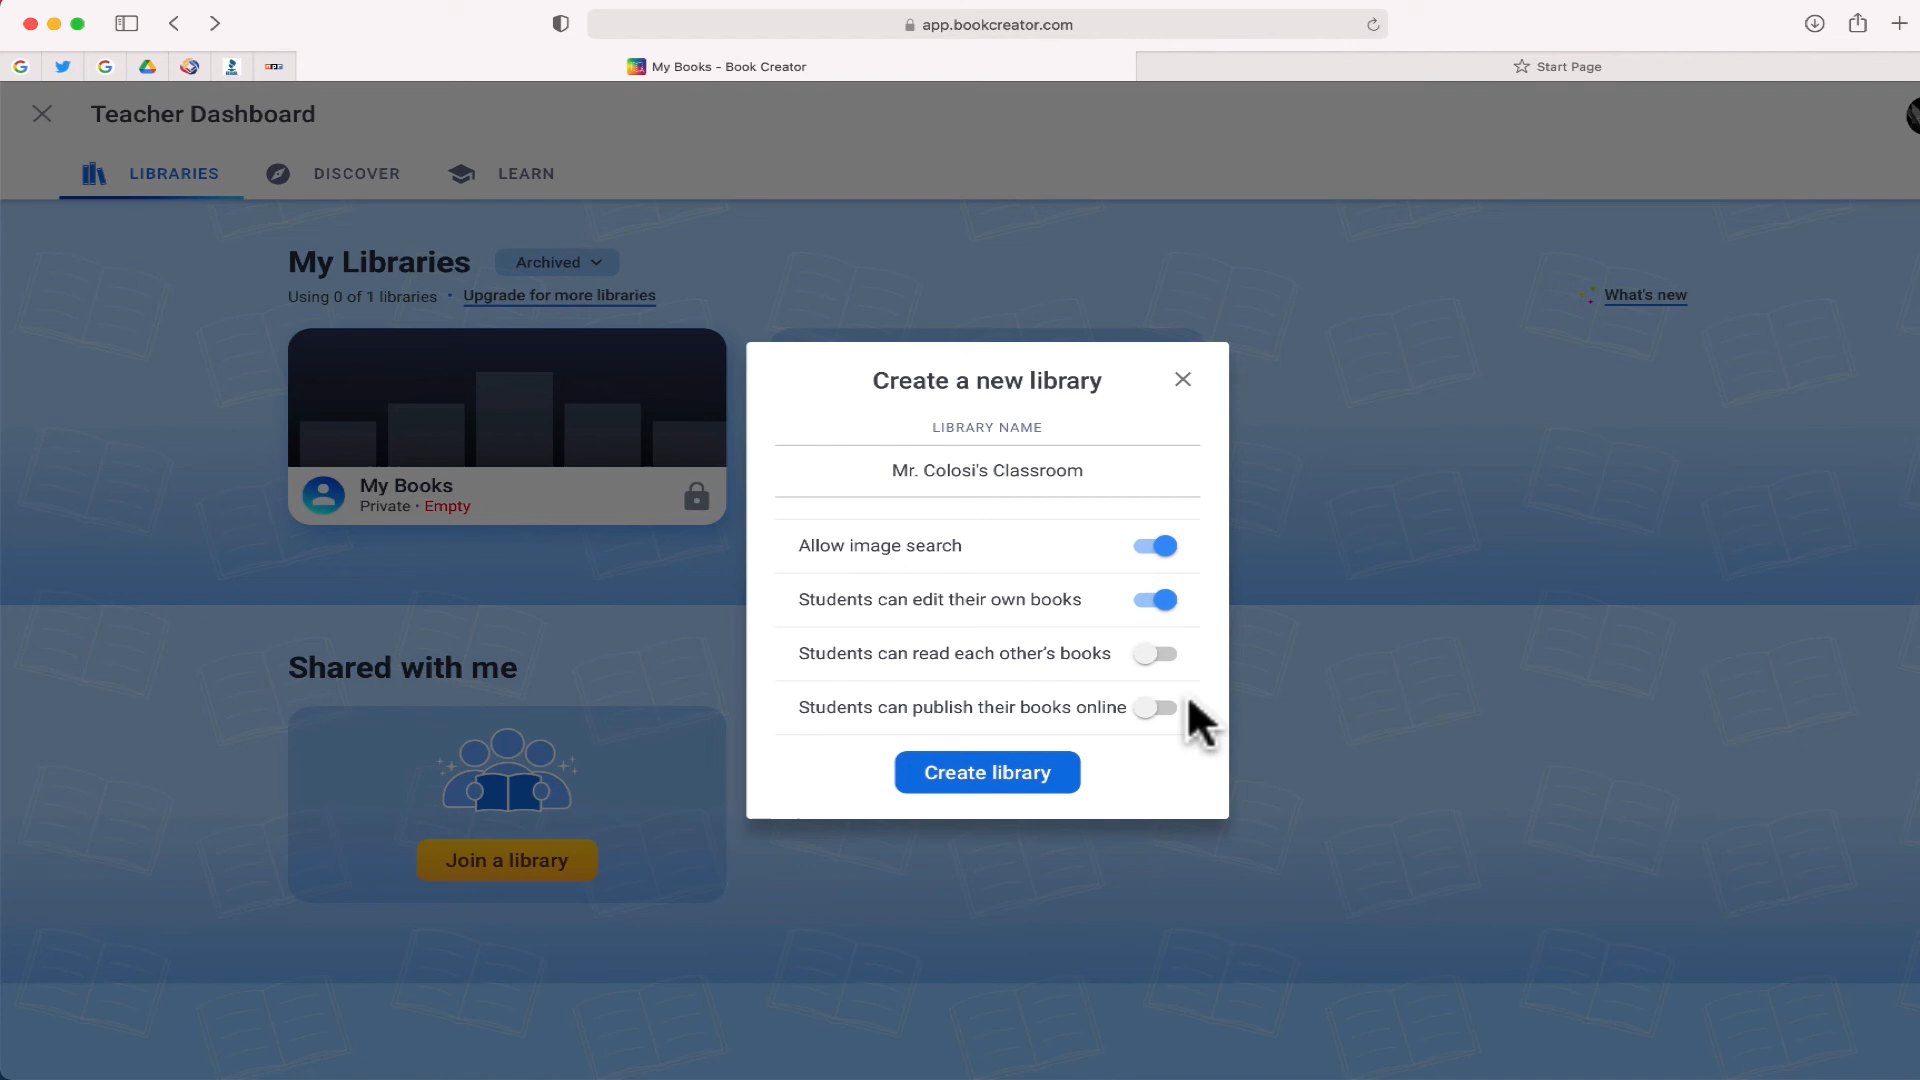 app.bookcreator.com
My Books - Book Creator
Start Page
Teacher Dashboard
LIBRARIES
DISCOVER
LEARN
My Libraries
Archived
Using 0 of 1 libraries • Upgrade for more libraries
What's new
My Books
Private • Empty
Create a new library
LIBRARY NAME
Mr. Colosi's Classroom
Allow image search
Students can edit their own books
Students can read each other's books
Students can publish their books online
Create library
Shared with me
Join a library